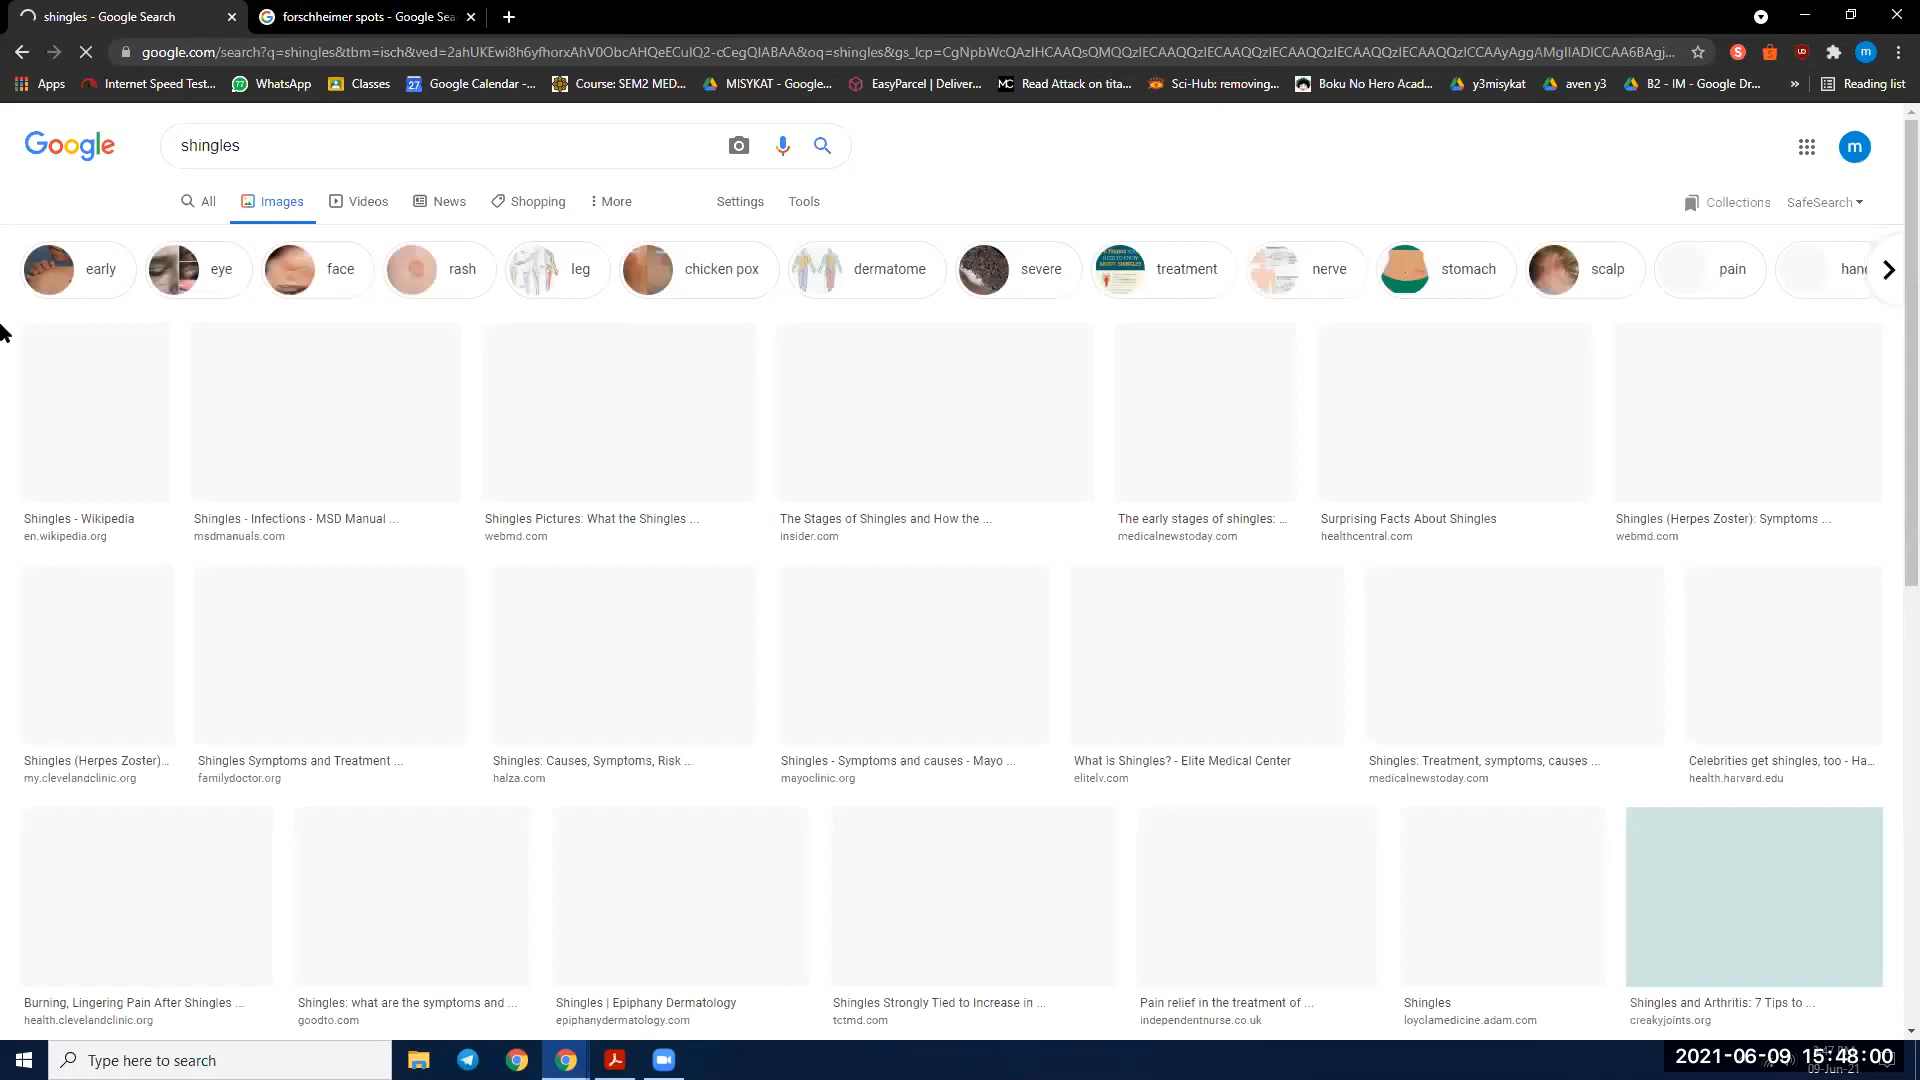 shingles - Google Search
forschheimer spots - Google Sea
google.com/search?q=shingles&tbm=isch&ved=2ahUKEwi8h6yfhorxAhV0ObcAHQeECuIQ2-cCegQIABAA&oq=shingles&gs_lcp=CgNpbWcQAzIHCAAQsQMQQzIECAAQQzIECAAQQzIECAAQQzIECAAQQzIECAAQQzICCAAyAggAMgIIADICCAA6BAgj...
Apps Internet Speed Test... WhatsApp Classes Google Calendar -... Course: SEM2 MED... MISYKAT - Google... EasyParcel | Deliver... Read Attack on tita... Sci-Hub: removing... Boku No Hero Acad... y3misykat aven y3 B2 - IM - Google Dr... » Reading list
Google shingles m
All Images Videos News Shopping More Settings Tools Collections SafeSearch
early eye face rash leg chicken pox dermatome severe treatment nerve stomach scalp pain hand
Shingles - Wikipedia
en.wikipedia.org
Shingles - Infections - MSD Manual ...
msdmanuals.com
Shingles Pictures: What the Shingles ...
webmd.com
The Stages of Shingles and How the ...
insider.com
The early stages of shingles: ...
medicalnewstoday.com
Surprising Facts About Shingles
healthcentral.com
Shingles (Herpes Zoster): Symptoms ...
webmd.com
Shingles (Herpes Zoster)...
my.clevelandclinic.org
Shingles Symptoms and Treatment ...
familydoctor.org
Shingles: Causes, Symptoms, Risk ...
halza.com
Shingles - Symptoms and causes - Mayo ...
mayoclinic.org
What is Shingles? - Elite Medical Center
elitelv.com
Shingles: Treatment, symptoms, causes ...
medicalnewstoday.com
Celebrities get shingles, too - Ha...
health.harvard.edu
Burning, Lingering Pain After Shingles ...
health.clevelandclinic.org
Shingles: what are the symptoms and ...
goodto.com
Shingles | Epiphany Dermatology
epiphanydermatology.com
Shingles Strongly Tied to Increase in ...
tctmd.com
Pain relief in the treatment of ...
independentnurse.co.uk
Shingles
loyolamedicine.adam.com
Shingles and Arthritis: 7 Tips to ...
creakyjoints.org
Type here to search
2021-06-09 15:48:00
09-Jun-21